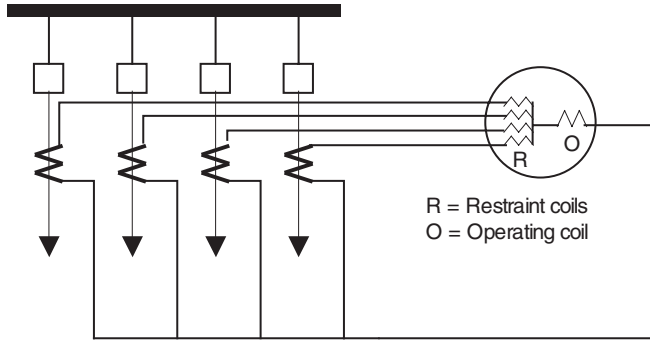 R
O
R = Restraint coils
O = Operating coil